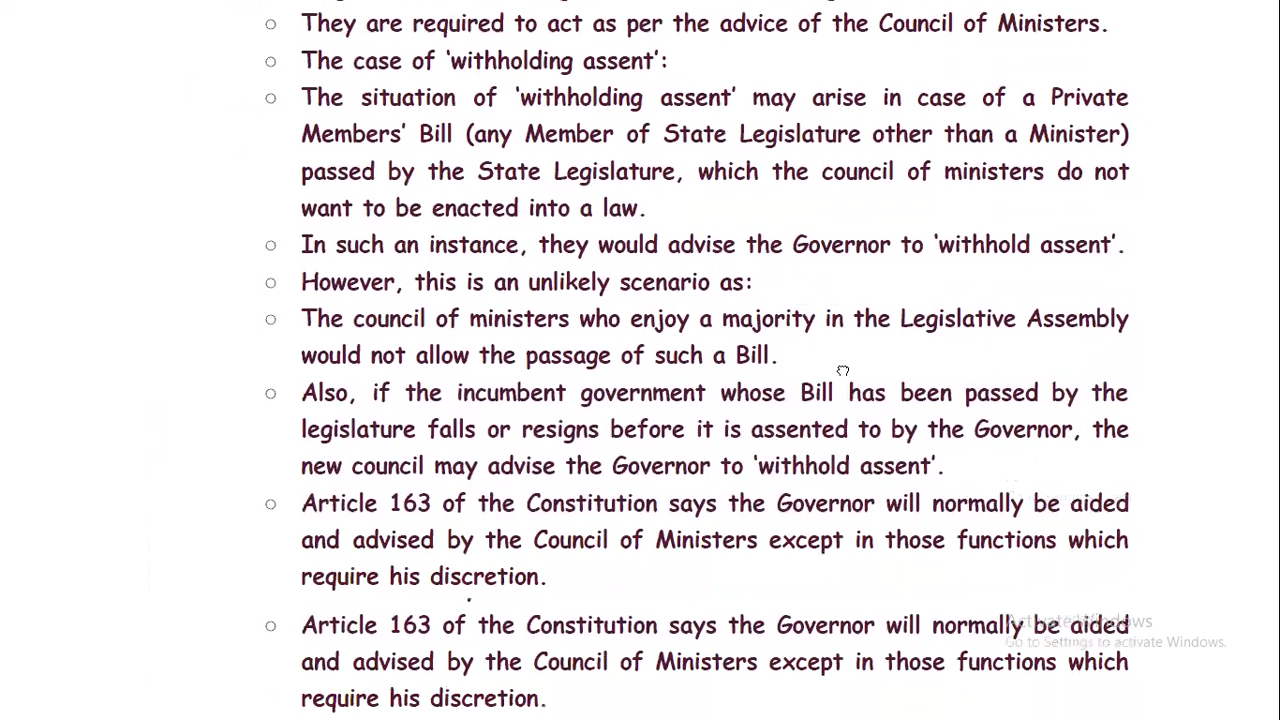 ○ They are required to act as per the advice of the Council of Ministers.
○ The case of ‘withholding assent’:
○ The situation of ‘withholding assent’ may arise in case of a Private
Members’ Bill (any Member of State Legislature other than a Minister)
passed by the State Legislature, which the council of ministers do not
want to be enacted into a law.
○ In such an instance, they would advise the Governor to ‘withhold assent’.
○ However, this is an unlikely scenario as:
○ The council of ministers who enjoy a majority in the Legislative Assembly
would not allow the passage of such a Bill.
○ Also, if the incumbent government whose Bill has been passed by the
legislature falls or resigns before it is assented to by the Governor, the
new council may advise the Governor to ‘withhold assent’.
○ Article 163 of the Constitution says the Governor will normally be aided
and advised by the Council of Ministers except in those functions which
require his discretion.
○ Article 163 of the Constitution says the Governor will normally be aided
and advised by the Council of Ministers except in those functions which
require his discretion.
Activate Windows
Go to Settings to activate Windows.